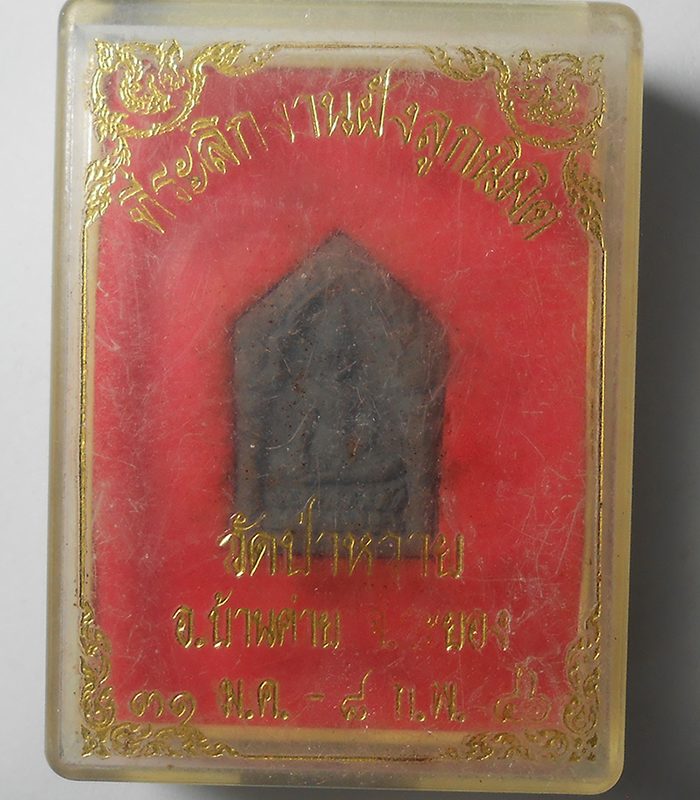 ที่ระลึกงานฝังลูกนิมิต
วัดป่าหวาย
อ.บ้านค่าย จ.ระยอง
๓๑ ม.ค. - ๘ ก.พ.